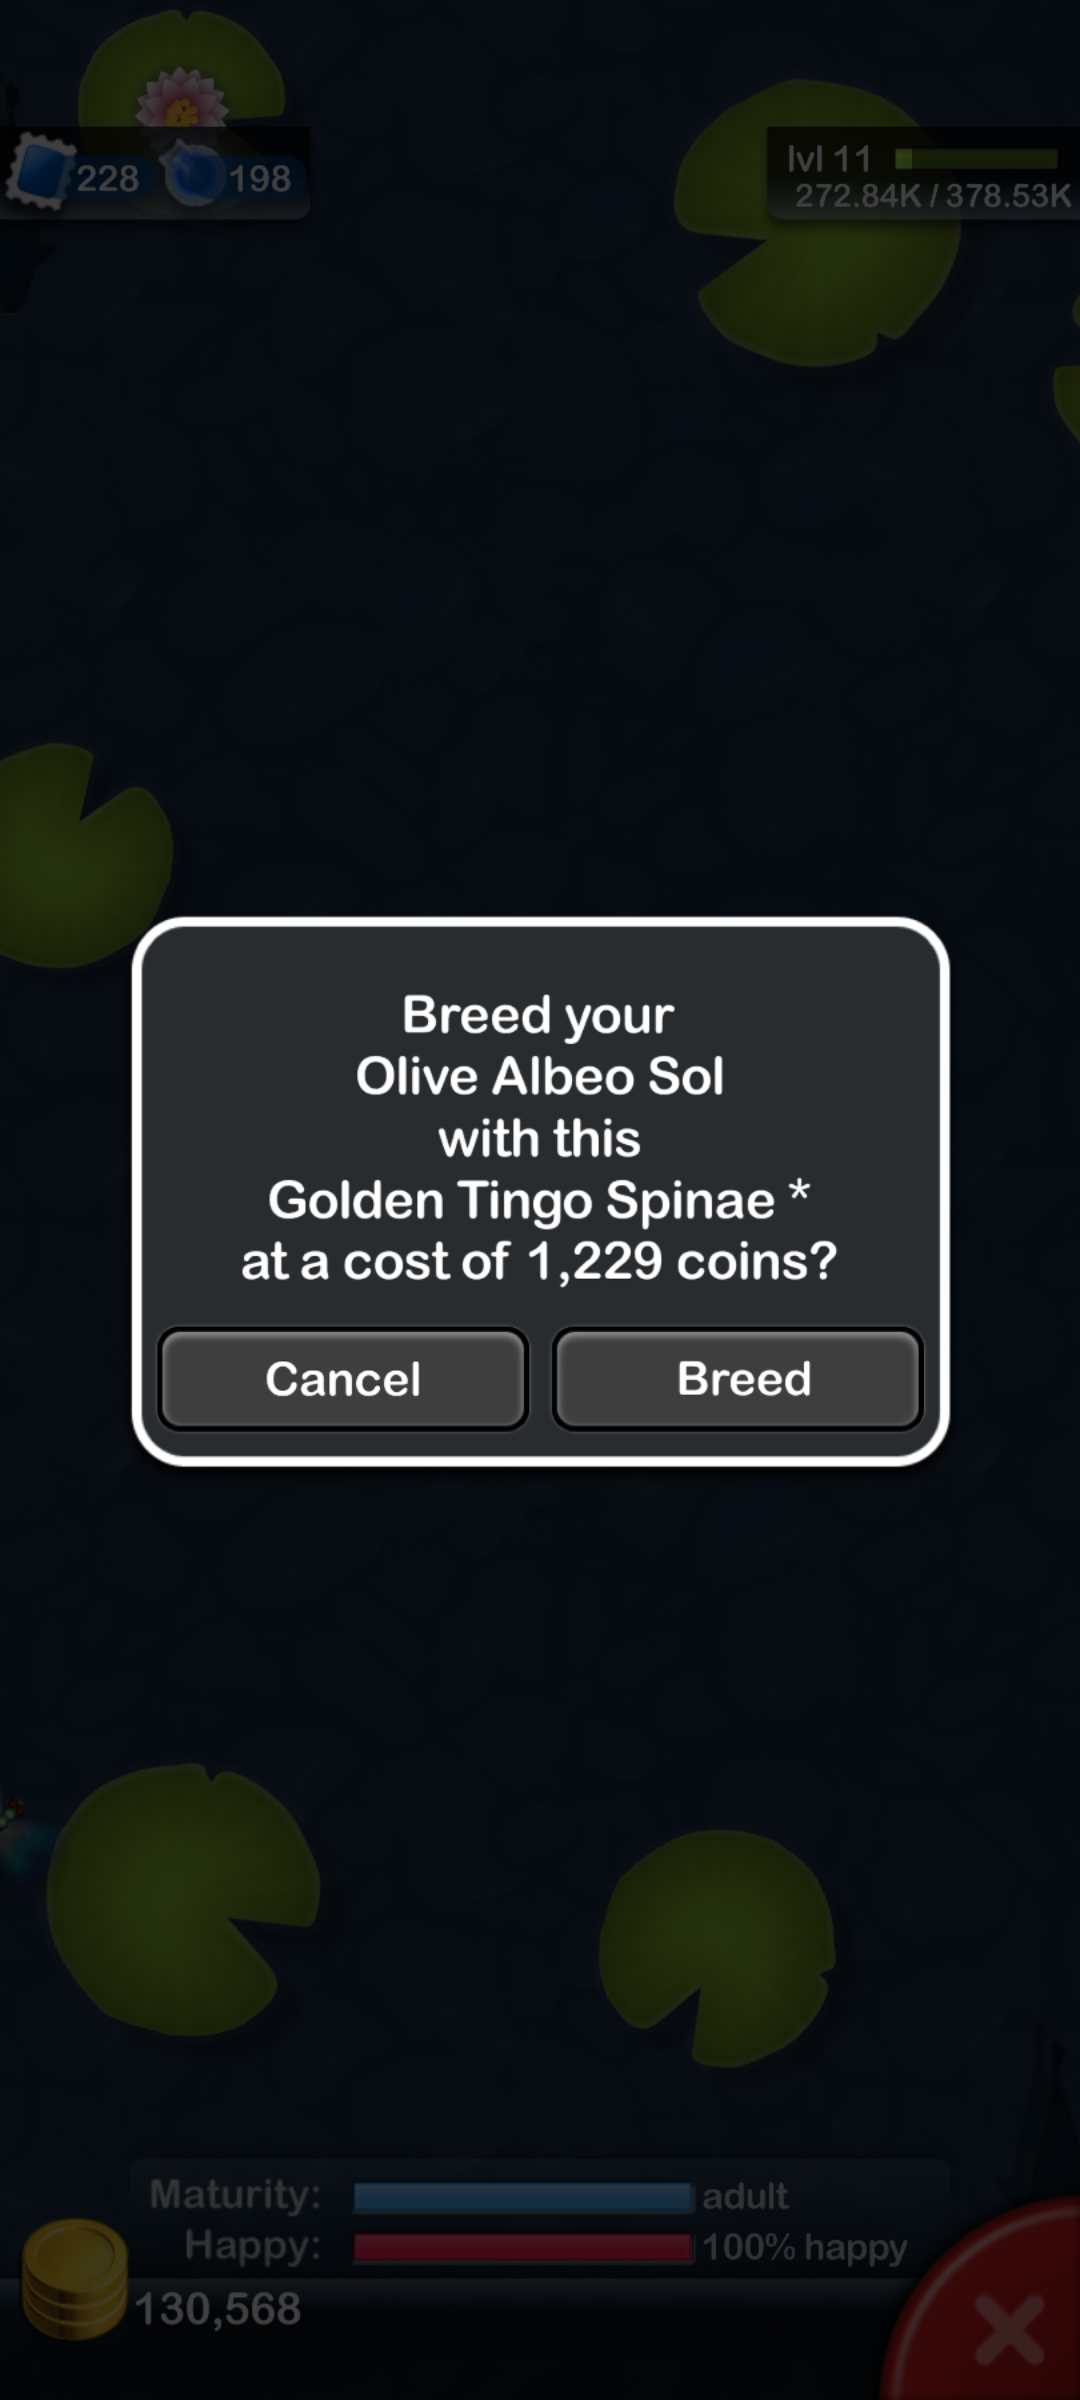 228
198
lvl 11
272.84K / 378.53K
Breed your
Olive Albeo Sol
with this
Golden Tingo Spinae *
at a cost of 1,229 coins?
Cancel
Breed
Maturity: adult
Happy: 100% happy
130,568